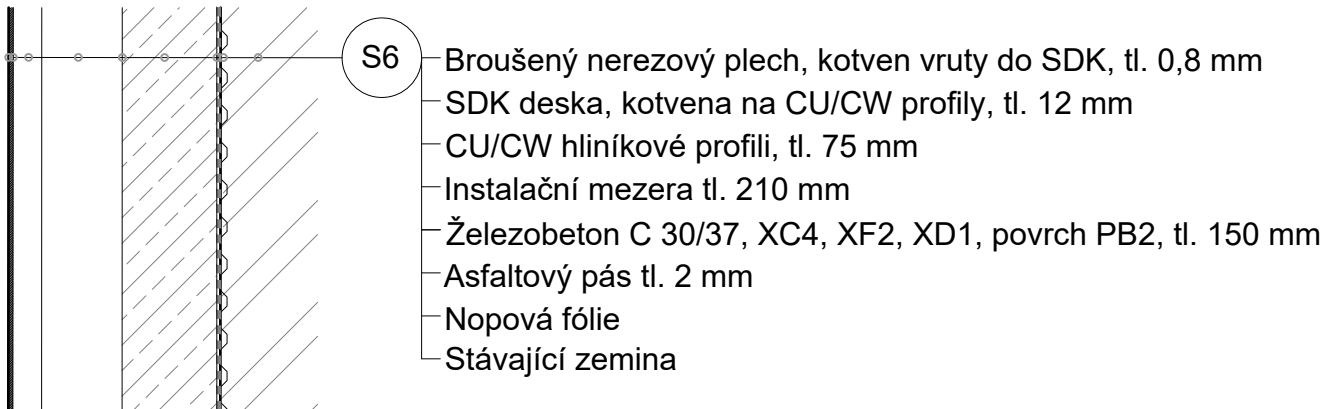 S6
Broušený nerezový plech, kotven vruty do SDK, tl. 0,8 mm
SDK deska, kotvena na CU/CW profily, tl. 12 mm
CU/CW hliníkové profili, tl. 75 mm
Instalační mezera tl. 210 mm
Železobeton C 30/37, XC4, XF2, XD1, povrch PB2, tl. 150 mm
Asfaltový pás tl. 2 mm
Nopová fólie
Stávající zemina